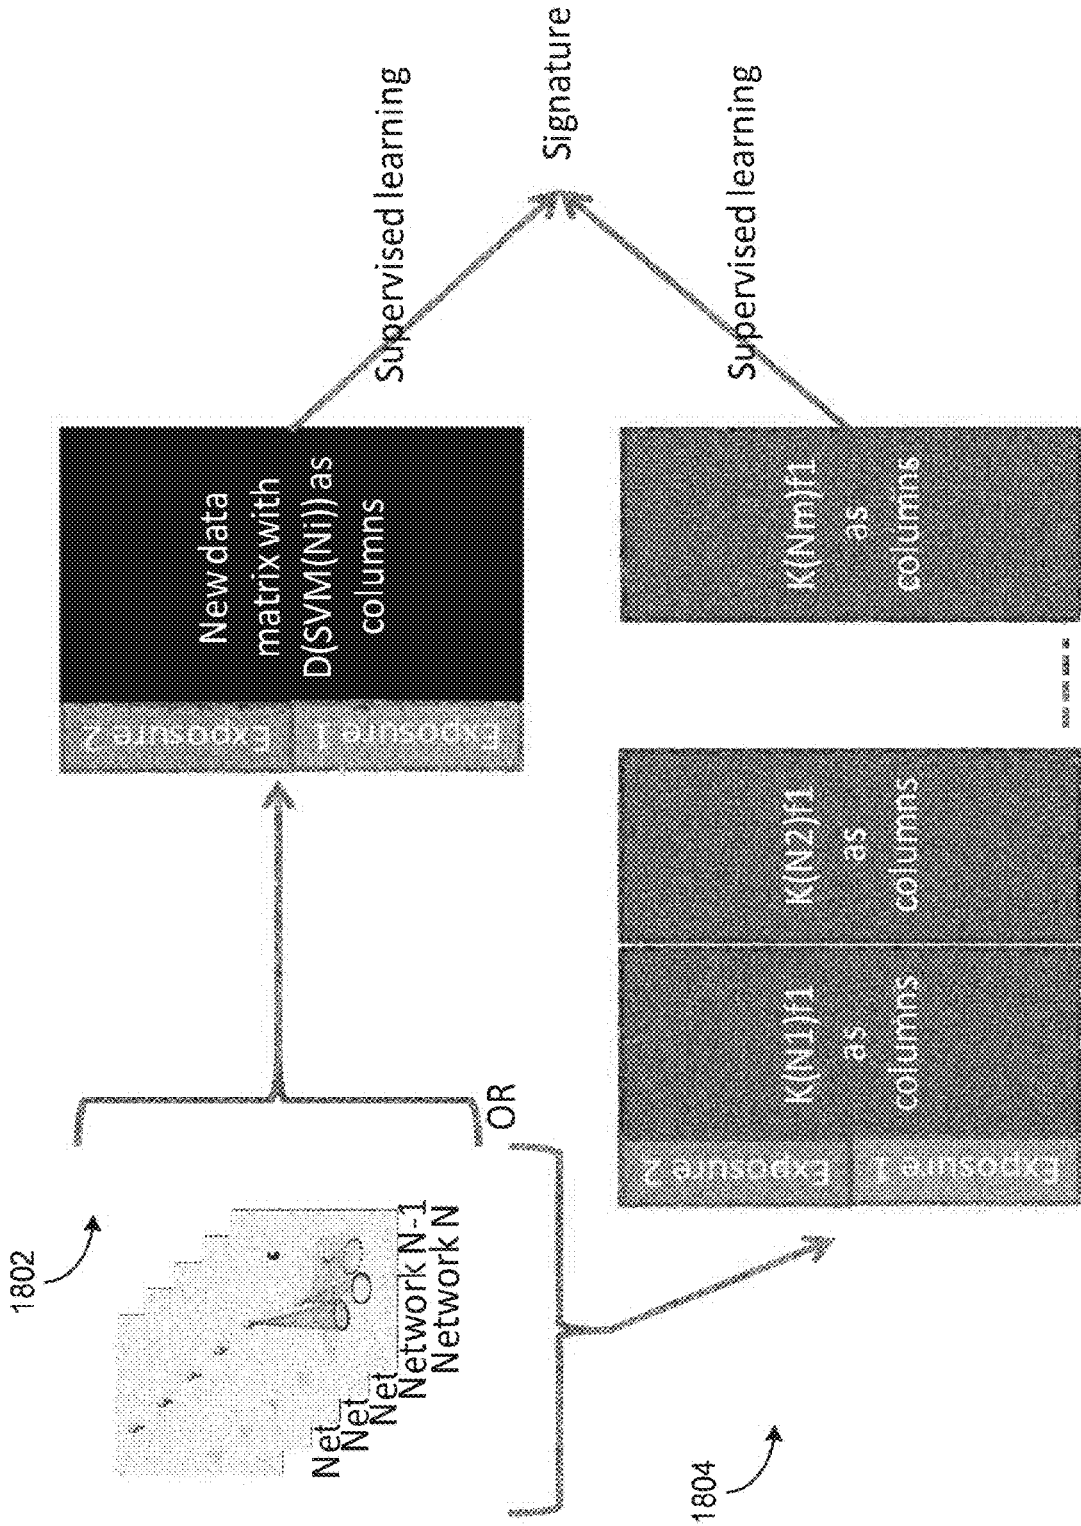 1802
Net
Net
Net
Network N-1
Network N
OR
Exposure 2
Exposure 1
New data
matrix with
D(SVM(Ni)) as
columns
Supervised learning
Signature
1804
Exposure 2
Exposure 1
K(N1)f1
as
columns
K(N2)f1
as
columns
K(Nm)f1
as
columns
Supervised learning